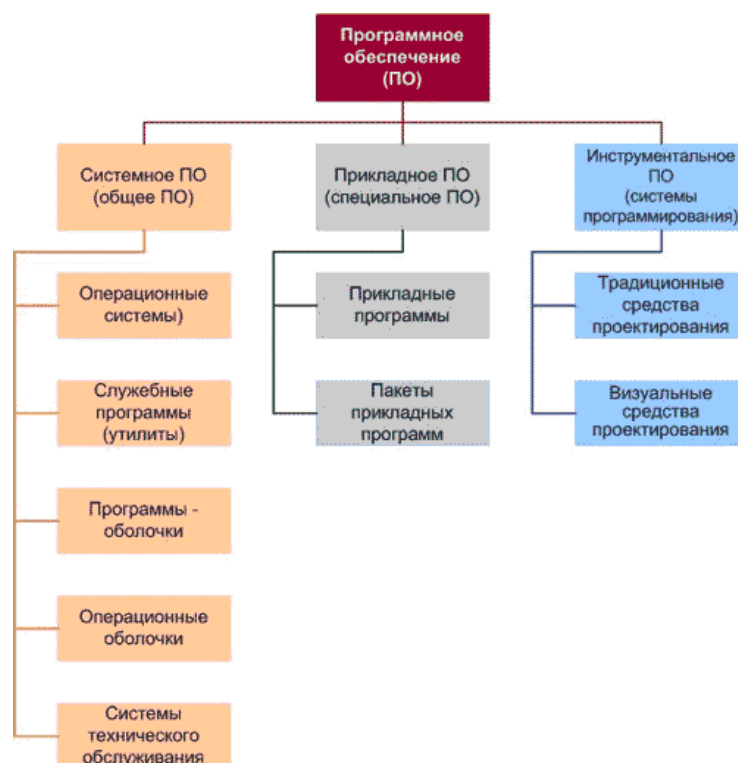 Программное
обеспечение
(ПО)
Системное ПО
(общее ПО)
Прикладное ПО
(специальное ПО)
Инструментальное
ПО
(системы
программирования)
Операционные
системы)
Прикладные
программы
Традиционные
средства
проектирования
Служебные
программы
(утилиты)
Пакеты
прикладных
программ
Визуальные
средства
проектирования
Программы -
оболочки
Операционные
оболочки
Системы
технического
обслуживания